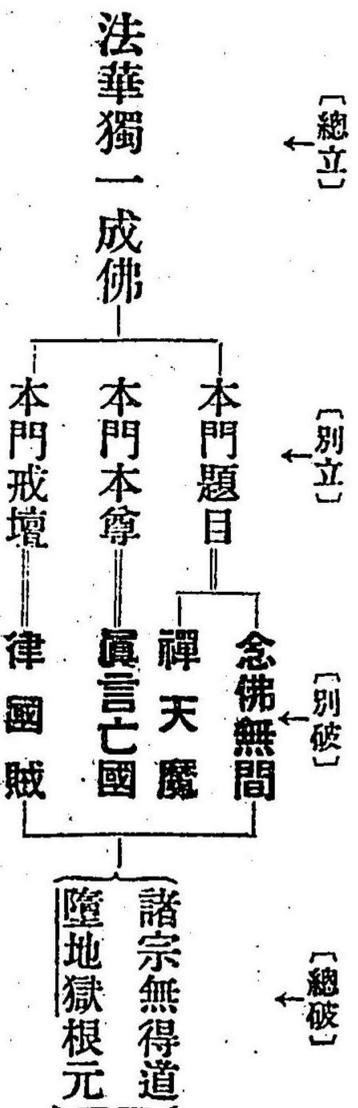 〔總立〕
〔別立〕
〔別破〕
〔總破〕
法華獨一成佛
本門題目
本門本尊
本門戒壇
念佛無間
禪天魔
眞言亡國
律國賊
諸宗無得道
墮地獄根元